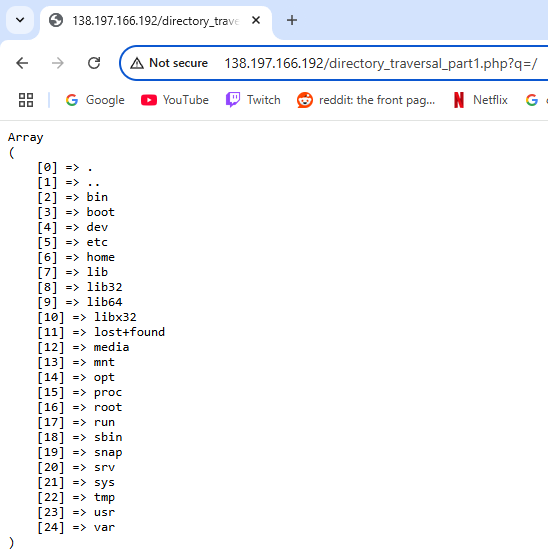 138.197.166.192/directory_trave
Not secure 138.197.166.192/directory_traversal_part1.php?q=/
Google YouTube Twitch reddit: the front pag... Netflix
Array
(
[0] => .
[1] => ..
[2] => bin
[3] => boot
[4] => dev
[5] => etc
[6] => home
[7] => lib
[8] => lib32
[9] => lib64
[10] => libx32
[11] => lost+found
[12] => media
[13] => mnt
[14] => opt
[15] => proc
[16] => root
[17] => run
[18] => sbin
[19] => snap
[20] => srv
[21] => sys
[22] => tmp
[23] => usr
[24] => var
)